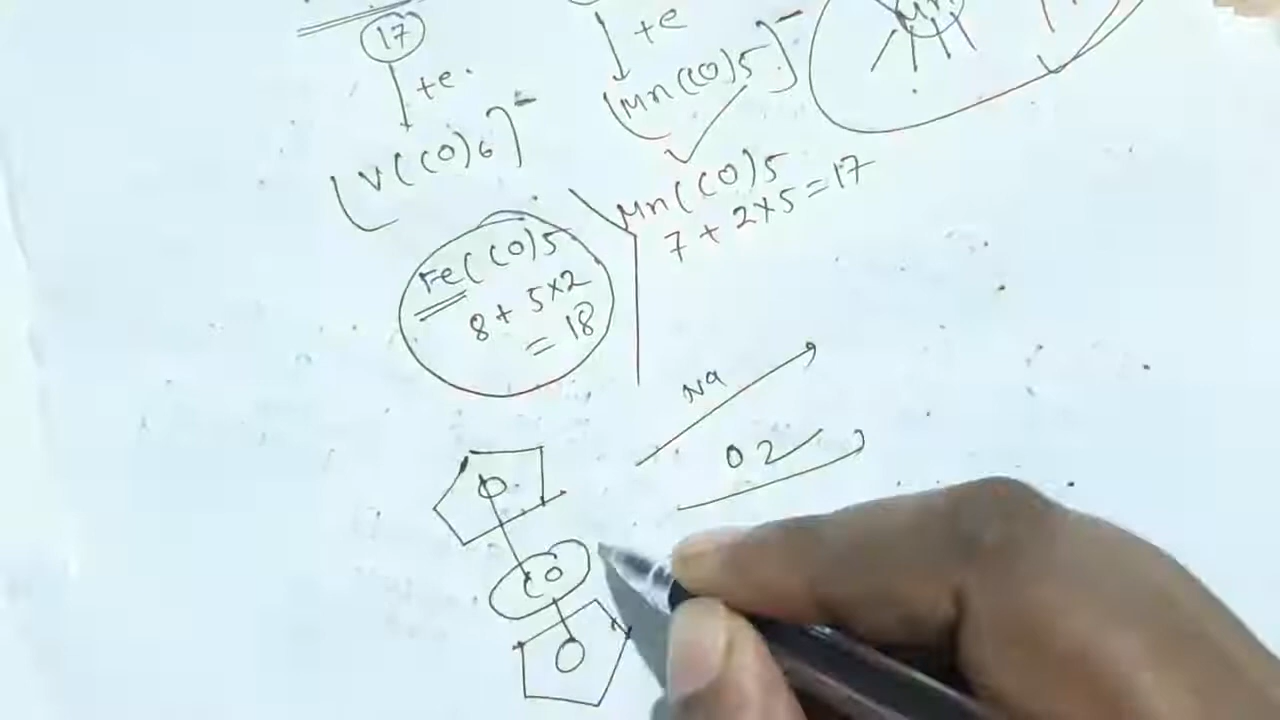 17
+e
+e.
[Mn(CO)5]-
[V(CO)6]-
Mn(CO)5
7 + 2×5 = 17
Fe(CO)5
8 + 5×2
= 18
Na
O2
Co